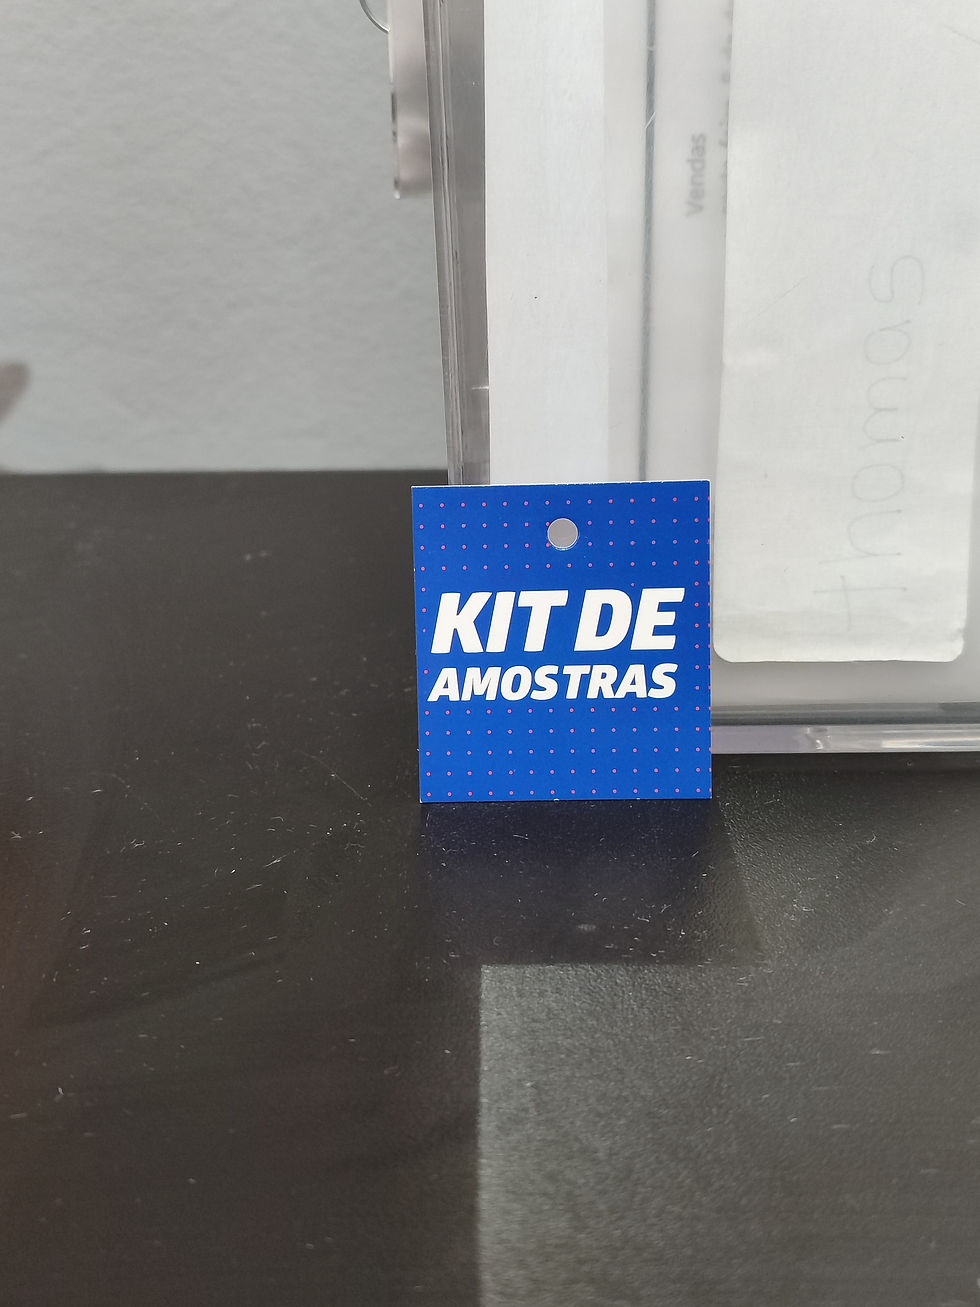 KIT DE
AMOSTRAS
Vendas
thomas